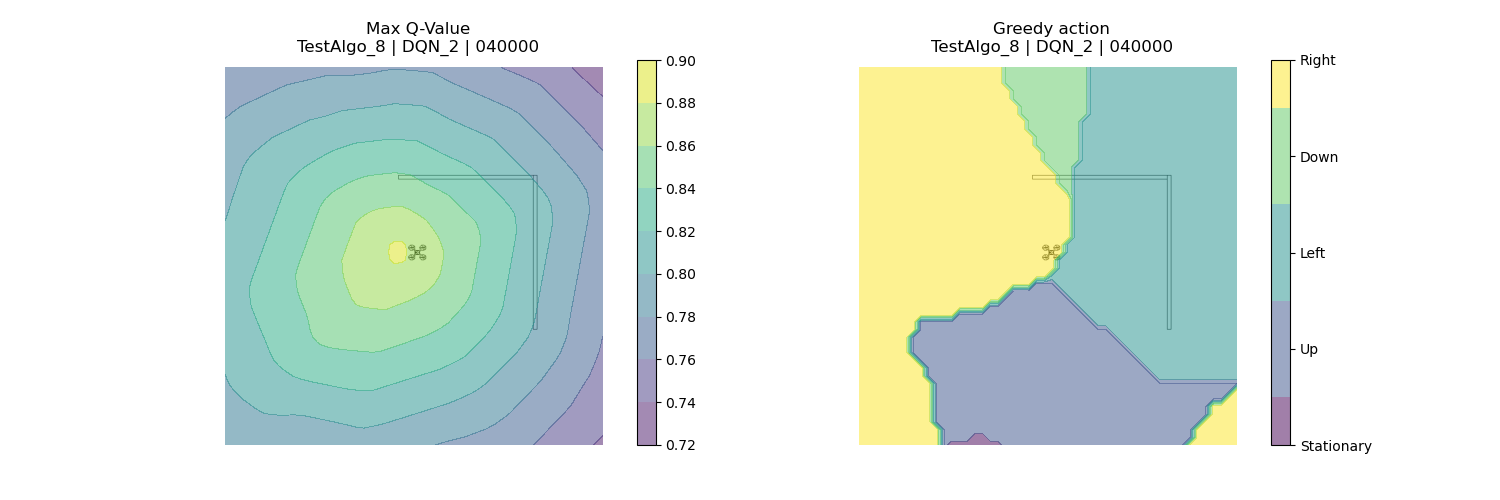 Max Q-Value
TestAlgo_8 | DQN_2 | 040000
0.90
0.88
0.86
0.84
0.82
0.80
0.78
0.76
0.74
0.72
Greedy action
TestAlgo_8 | DQN_2 | 040000
Right
Down
Left
Up
Stationary